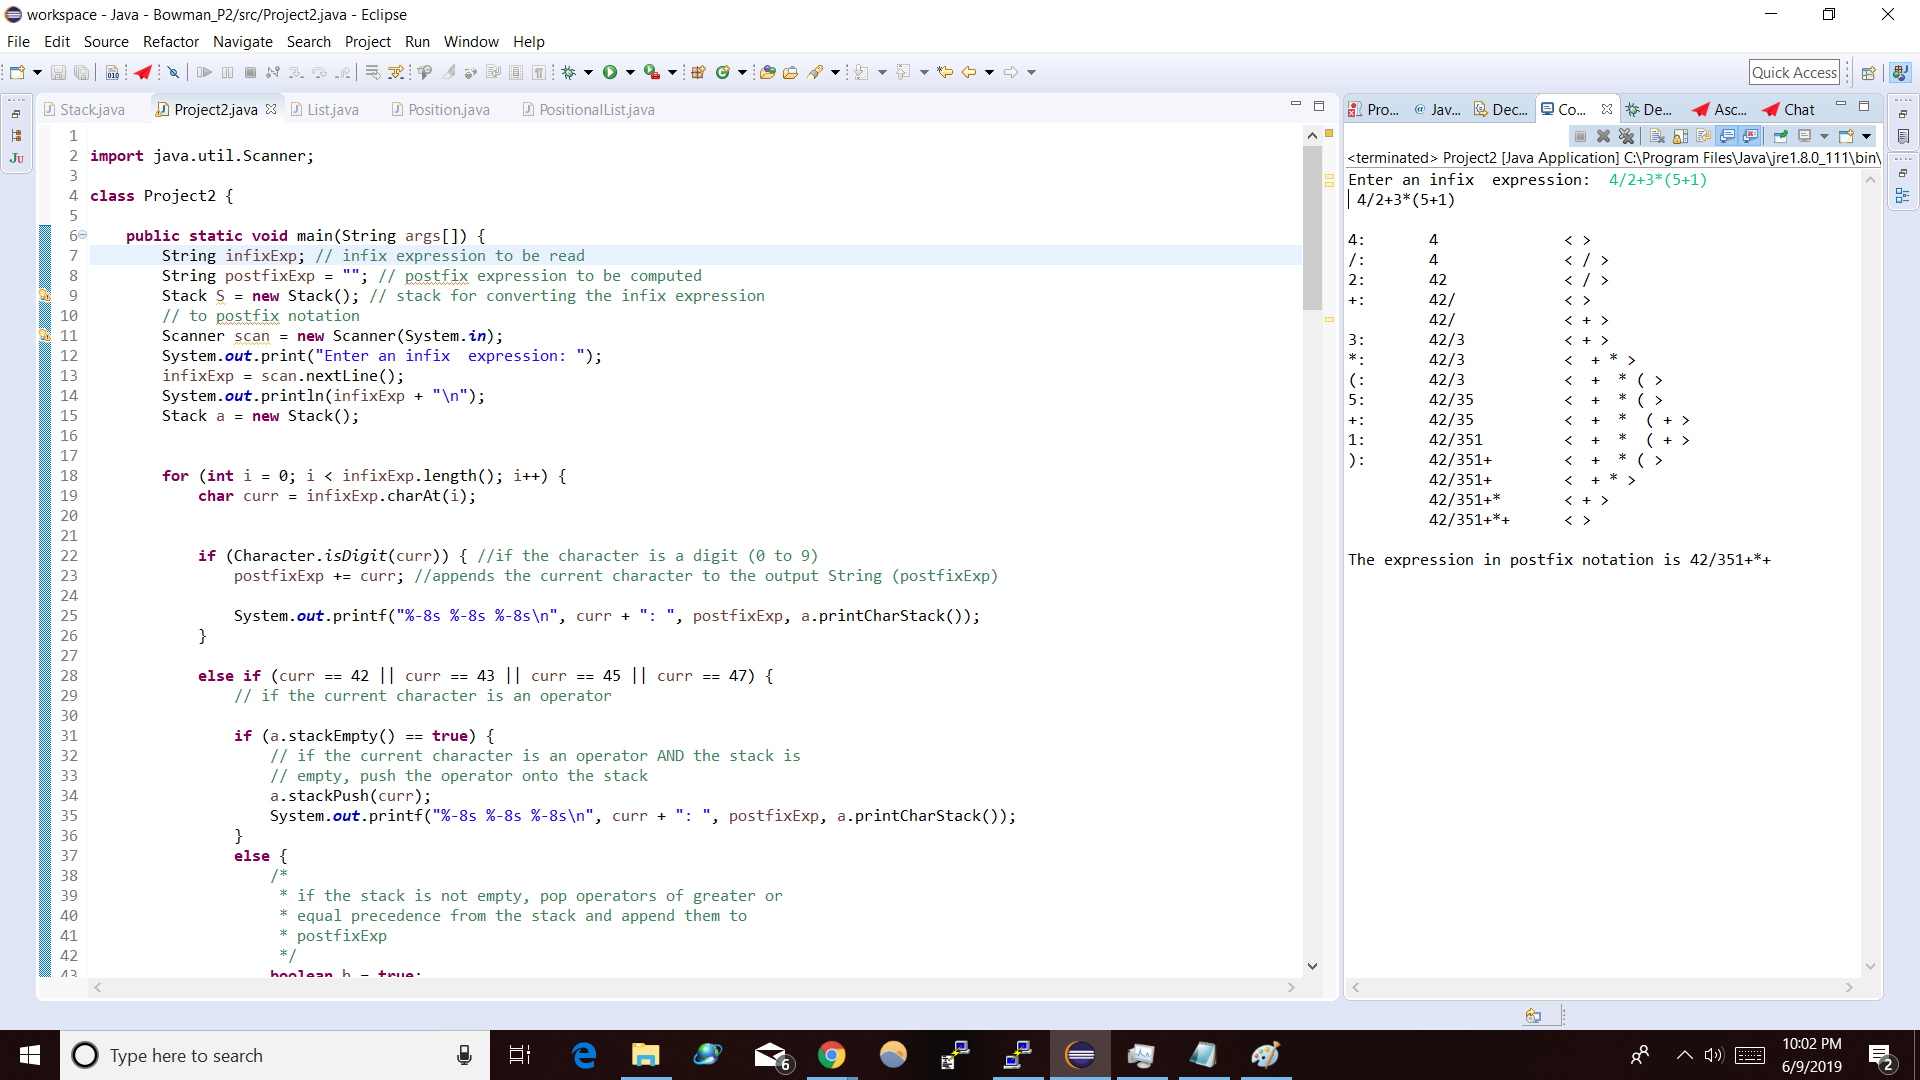 workspace - Java - Bowman_P2/src/Project2.java - Eclipse
File Edit Source Refactor Navigate Search Project Run Window Help
Quick Access
Stack.java Project2.java List.java Position.java PositionalList.java
1
2 import java.util.Scanner;
3
4 class Project2 {
5
6 public static void main(String args[]) {
7 String infixExp; // infix expression to be read
8 String postfixExp = ""; // postfix expression to be computed
9 Stack S = new Stack(); // stack for converting the infix expression
10 // to postfix notation
11 Scanner scan = new Scanner(System.in);
12 System.out.print("Enter an infix  expression: ");
13 infixExp = scan.nextLine();
14 System.out.println(infixExp + "\n");
15 Stack a = new Stack();
16
17
18 for (int i = 0; i < infixExp.length(); i++) {
19 char curr = infixExp.charAt(i);
20
21
22 if (Character.isDigit(curr)) { //if the character is a digit (0 to 9)
23 postfixExp += curr; //appends the current character to the output String (postfixExp)
24
25 System.out.printf("%-8s %-8s %-8s\n", curr + ": ", postfixExp, a.printCharStack());
26 }
27
28 else if (curr == 42 || curr == 43 || curr == 45 || curr == 47) {
29 // if the current character is an operator
30
31 if (a.stackEmpty() == true) {
32 // if the current character is an operator AND the stack is
33 // empty, push the operator onto the stack
34 a.stackPush(curr);
35 System.out.printf("%-8s %-8s %-8s\n", curr + ": ", postfixExp, a.printCharStack());
36 }
37 else {
38 /*
39 * if the stack is not empty, pop operators of greater or
40 * equal precedence from the stack and append them to
41 * postfixExp
42 */
43 boolean b = true;
Pro... Jav... Dec... Co... De... Asc... Chat
<terminated> Project2 [Java Application] C:\Program Files\Java\jre1.8.0_111\bin\
Enter an infix  expression:  4/2+3*(5+1)
4/2+3*(5+1)
4: 4 < >
/: 4 < / >
2: 42 < / >
+: 42/ < >
42/ < + >
3: 42/3 < + >
*: 42/3 < + * >
(: 42/3 < + * ( >
5: 42/35 < + * ( >
+: 42/35 < + * ( + >
1: 42/351 < + * ( + >
): 42/351+ < + * ( >
42/351+ < + * >
42/351+* < + >
42/351+*+ < >
The expression in postfix notation is 42/351+*+
Type here to search
6
10:02 PM
6/9/2019
2